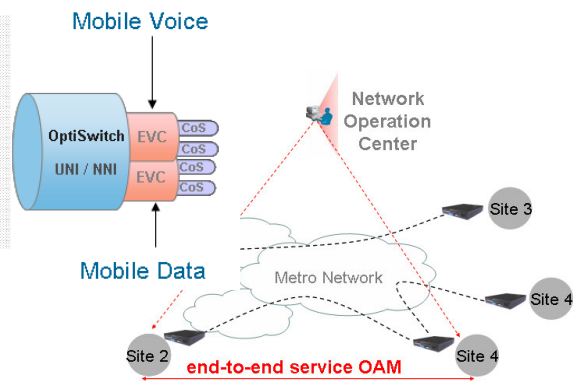 Mobile Voice
OptiSwitch
UNI / NNI
EVC
CoS
CoS
EVC
CoS
CoS
Mobile Data
Network
Operation
Center
Site 3
Metro Network
Site 4
Site 2
Site 4
end-to-end service OAM